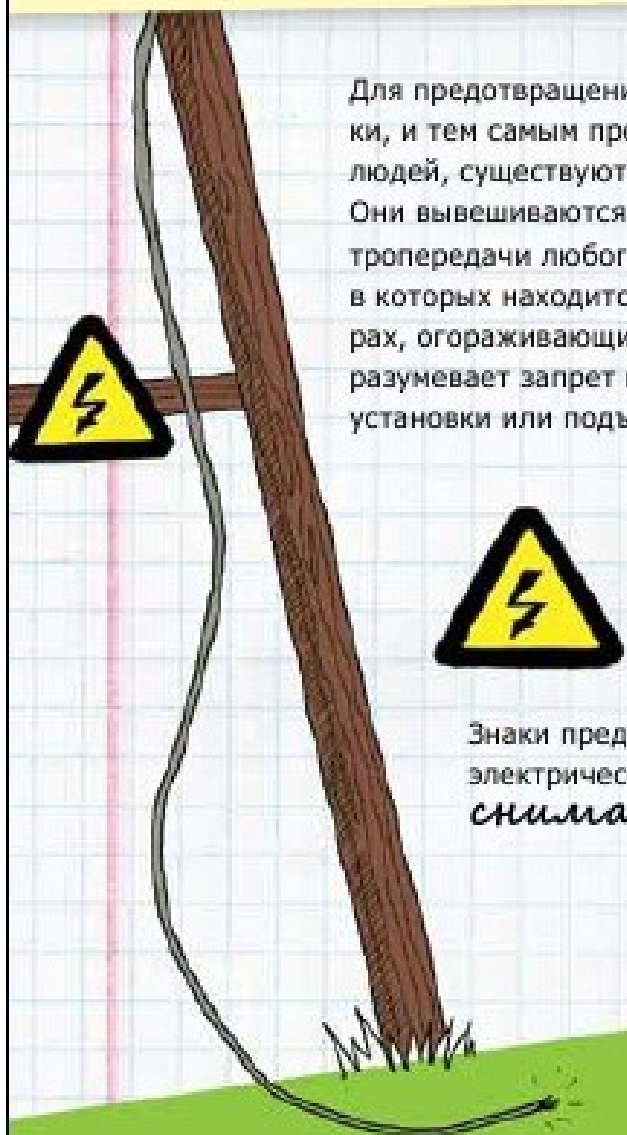 Для предотвращени
ки, и тем самым пре
людей, существуют
Они вывешиваются
тропередачи любог
в которых находитс
рах, огораживающи
разумевает запрет
установки или подъ
Знаки пред
электричес
снима